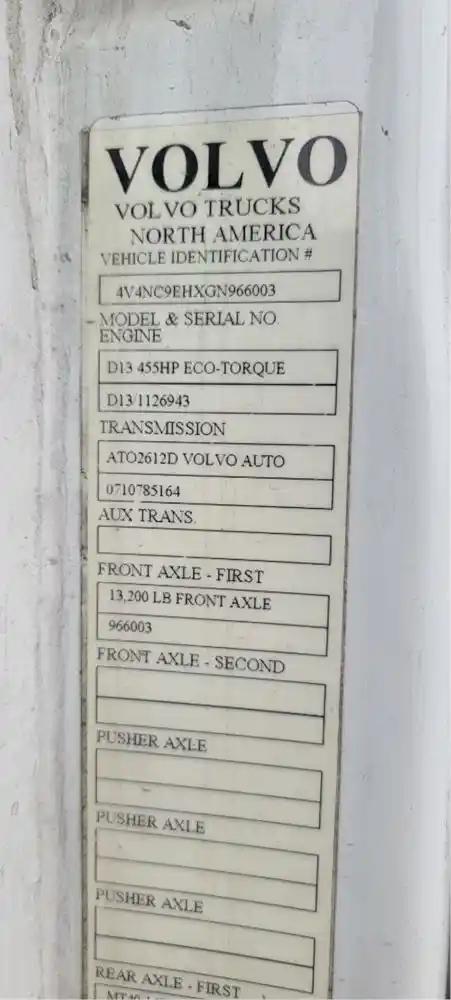 VOLVO
VOLVO TRUCKS
NORTH AMERICA
VEHICLE IDENTIFICATION #
4V4NC9EHXGN966003
MODEL & SERIAL NO.
ENGINE
D13 455HP ECO-TORQUE
D13/1126943
TRANSMISSION
ATO2612D VOLVO AUTO
0710785164
AUX TRANS.
FRONT AXLE - FIRST
13,200 LB FRONT AXLE
966003
FRONT AXLE - SECOND
PUSHER AXLE
PUSHER AXLE
PUSHER AXLE
REAR AXLE - FIRST